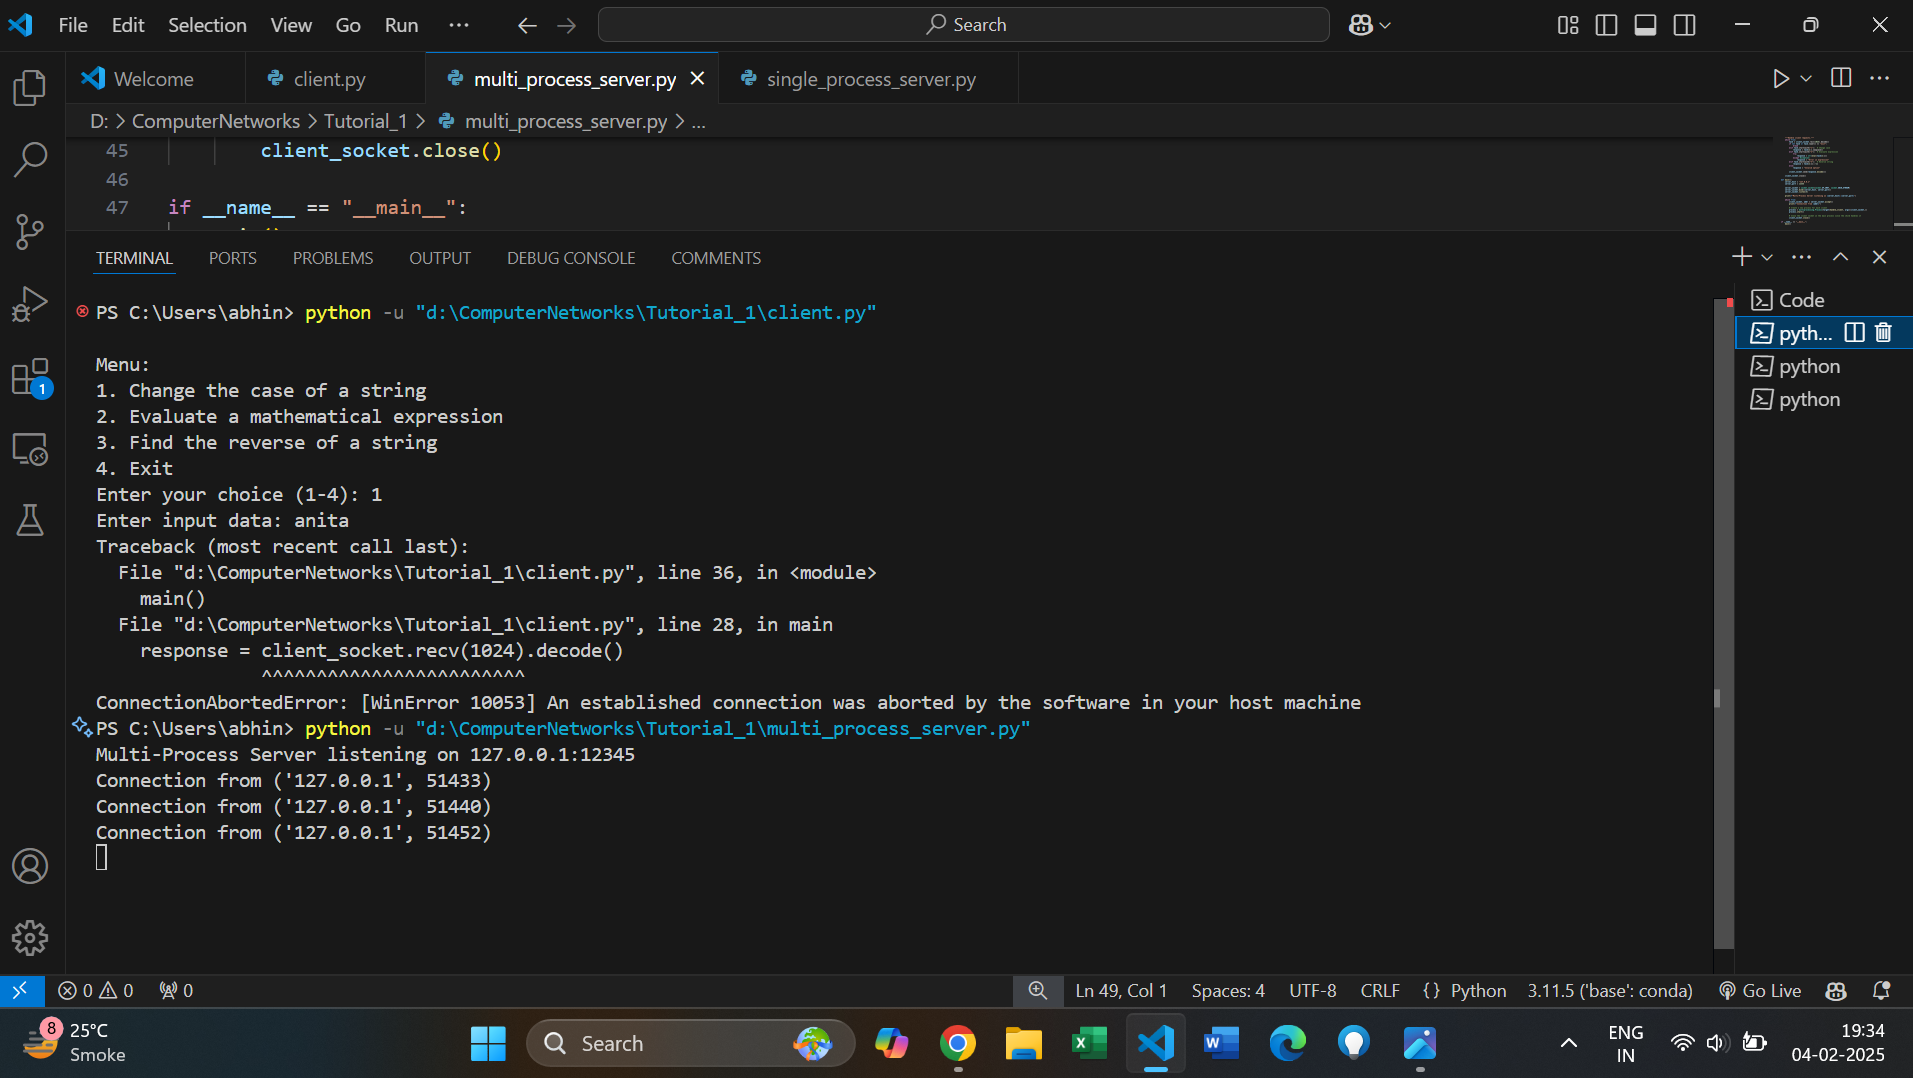 File Edit Selection View Go Run ··· Search
Welcome client.py multi_process_server.py single_process_server.py
D: > ComputerNetworks > Tutorial_1 > multi_process_server.py > ...
45 client_socket.close()
46
47 if __name__ == "__main__":
TERMINAL PORTS PROBLEMS OUTPUT DEBUG CONSOLE COMMENTS
PS C:\Users\abhin> python -u "d:\ComputerNetworks\Tutorial_1\client.py"
Menu:
1. Change the case of a string
2. Evaluate a mathematical expression
3. Find the reverse of a string
4. Exit
Enter your choice (1-4): 1
Enter input data: anita
Traceback (most recent call last):
File "d:\ComputerNetworks\Tutorial_1\client.py", line 36, in <module>
main()
File "d:\ComputerNetworks\Tutorial_1\client.py", line 28, in main
response = client_socket.recv(1024).decode()
^^^^^^^^^^^^^^^^^^^^^^^^
ConnectionAbortedError: [WinError 10053] An established connection was aborted by the software in your host machine
PS C:\Users\abhin> python -u "d:\ComputerNetworks\Tutorial_1\multi_process_server.py"
Multi-Process Server listening on 127.0.0.1:12345
Connection from ('127.0.0.1', 51433)
Connection from ('127.0.0.1', 51440)
Connection from ('127.0.0.1', 51452)
Code
pyth...
python
python
1
0 0 0 Ln 49, Col 1 Spaces: 4 UTF-8 CRLF {} Python 3.11.5 ('base': conda) Go Live
8 25°C
Smoke
Search
ENG
IN
19:34
04-02-2025